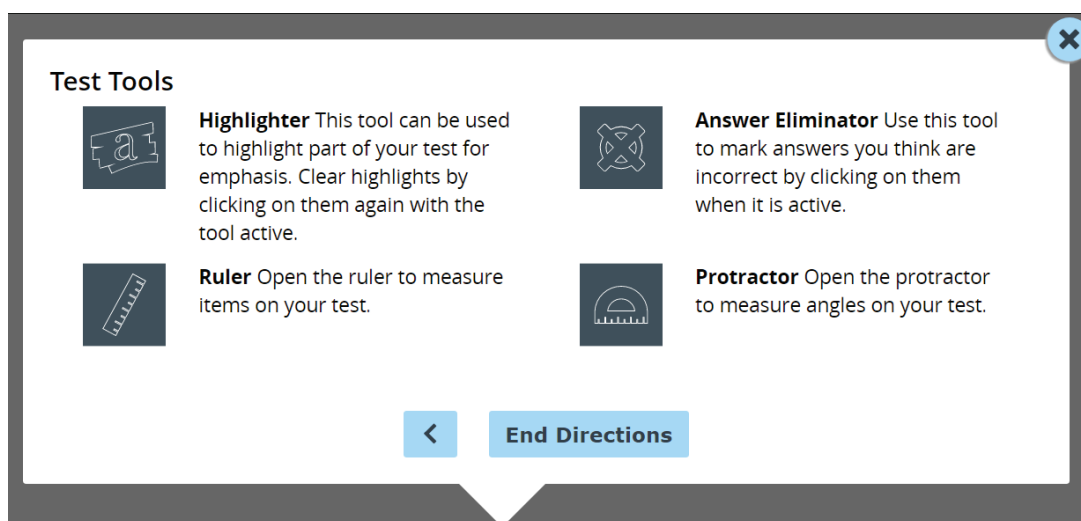 Test Tools
a
Highlighter This tool can be used
to highlight part of your test for
emphasis. Clear highlights by
clicking on them again with the
tool active.
Answer Eliminator Use this tool
to mark answers you think are
incorrect by clicking on them
when it is active.
Ruler Open the ruler to measure
items on your test.
Protractor Open the protractor
to measure angles on your test.
End Directions